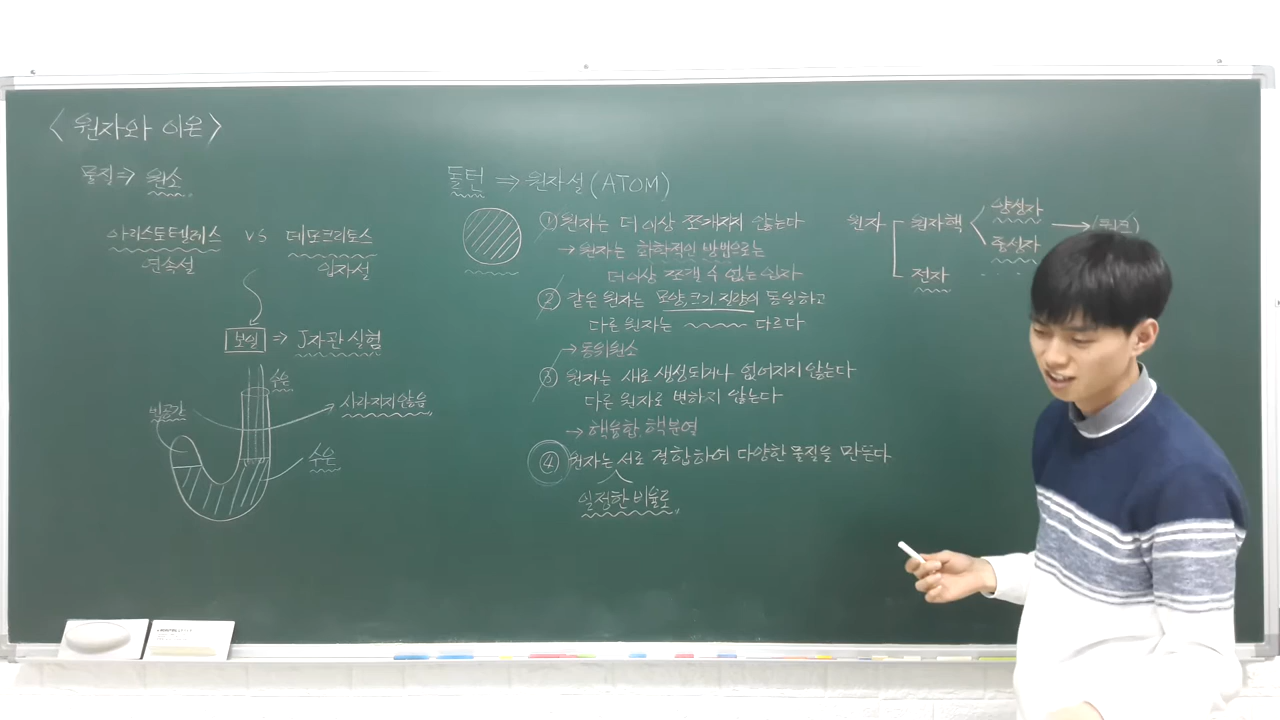 <원자와 이온>
물질 ⇒ 원소
아리스토텔레스 vs 데모크리토스
연속설 입자설
보일 ⇒ J자관 실험
수은
빈공간
사라지지않음
수은
돌턴 ⇒ 원자설(ATOM)
① 원자는 더이상 쪼개지지 않는다
→ 원자는 화학적인 방법으로는
더이상 쪼갤 수 없는 입자
② 같은 원자는 모양, 크기, 질량이 동일하고
다른 원자는 다르다
→ 동위원소
③ 원자는 새로 생성되거나 없어지지 않는다
다른 원자로 변하지 않는다
→ 핵융합, 핵분열
④ 원자는 서로 결합하여 다양한 물질을 만든다
일정한 비율로
원자 원자핵 양성자
중성자 → (쿼크)
전자